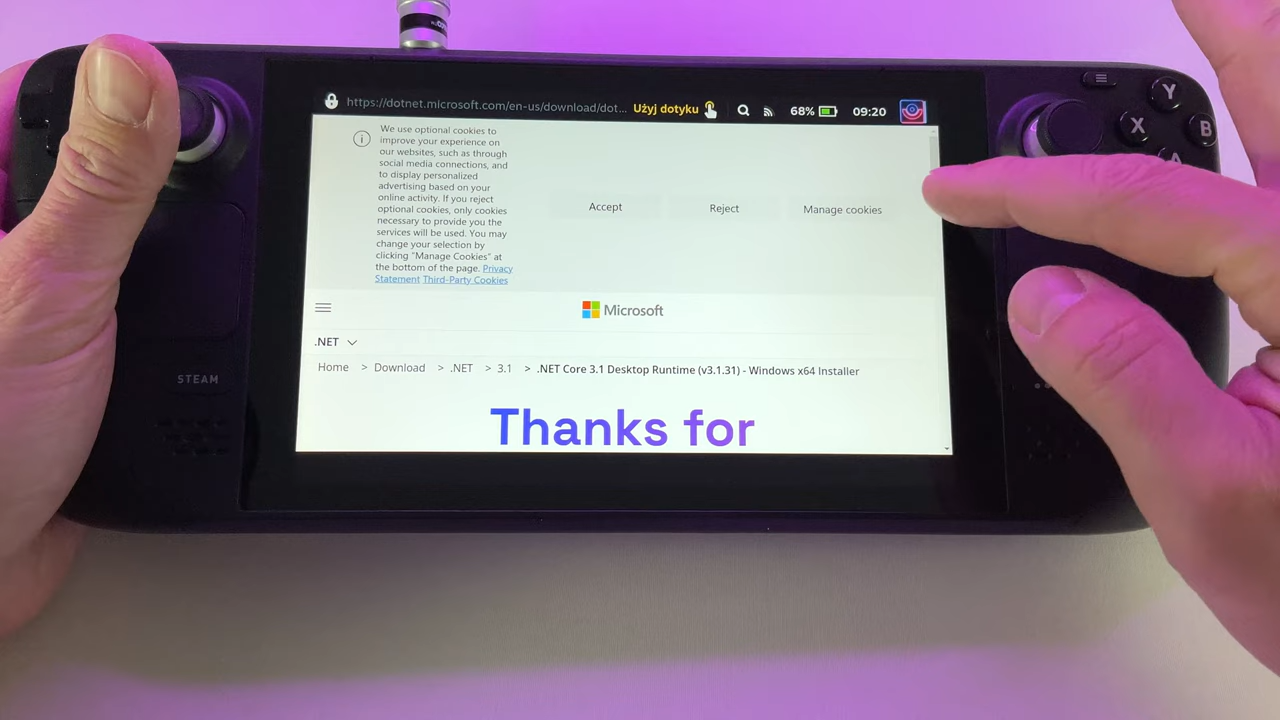 https://dotnet.microsoft.com/en-us/download/dot... Użyj dotyku 68% 09:20
We use optional cookies to
improve your experience on
our websites, such as through
social media connections, and
to display personalized
advertising based on your
online activity. If you reject
optional cookies, only cookies
necessary to provide you the
services will be used. You may
change your selection by
clicking "Manage Cookies" at
the bottom of the page. Privacy
Statement Third-Party Cookies
Accept Reject Manage cookies
Microsoft
.NET
Home > Download > .NET > 3.1 > .NET Core 3.1 Desktop Runtime (v3.1.31) - Windows x64 Installer
Thanks for
STEAM
Y
X B
A